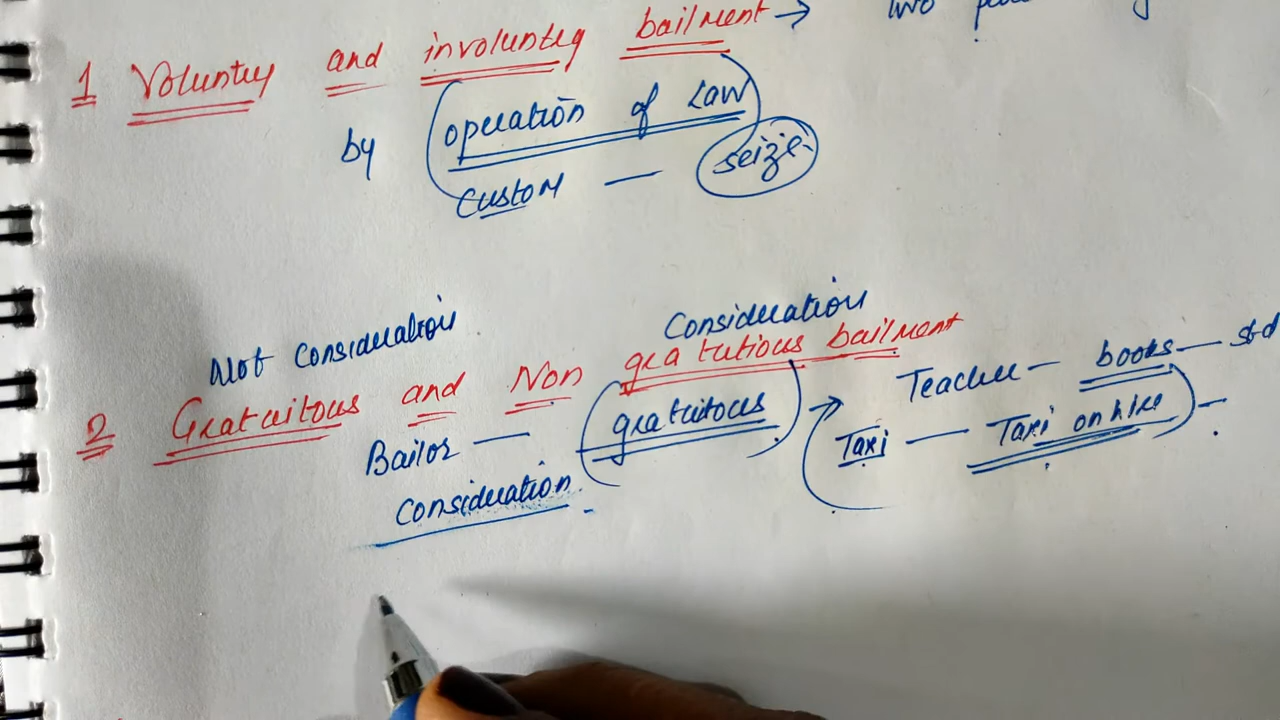 1 Voluntry and involuntry bailment → two
by (operation of Law)
Custom — seize
Not Consideration Consideration
2 Gratuitous and Non gratutious bailment
Teacher — books — std
Bailor — (gratuitous) → Taxi — Taxi on hire —
Consideration